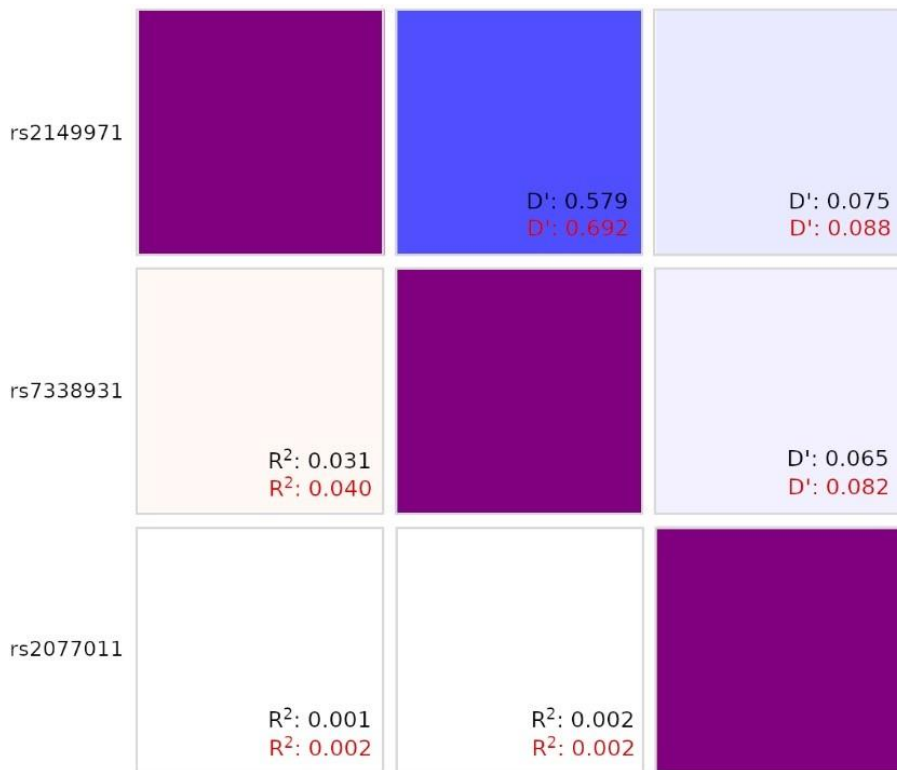 rs2149971
D': 0.579
D': 0.692
D': 0.075
D': 0.088
rs7338931
R²: 0.031
R²: 0.040
D': 0.065
D': 0.082
rs2077011
R²: 0.001
R²: 0.002
R²: 0.002
R²: 0.002